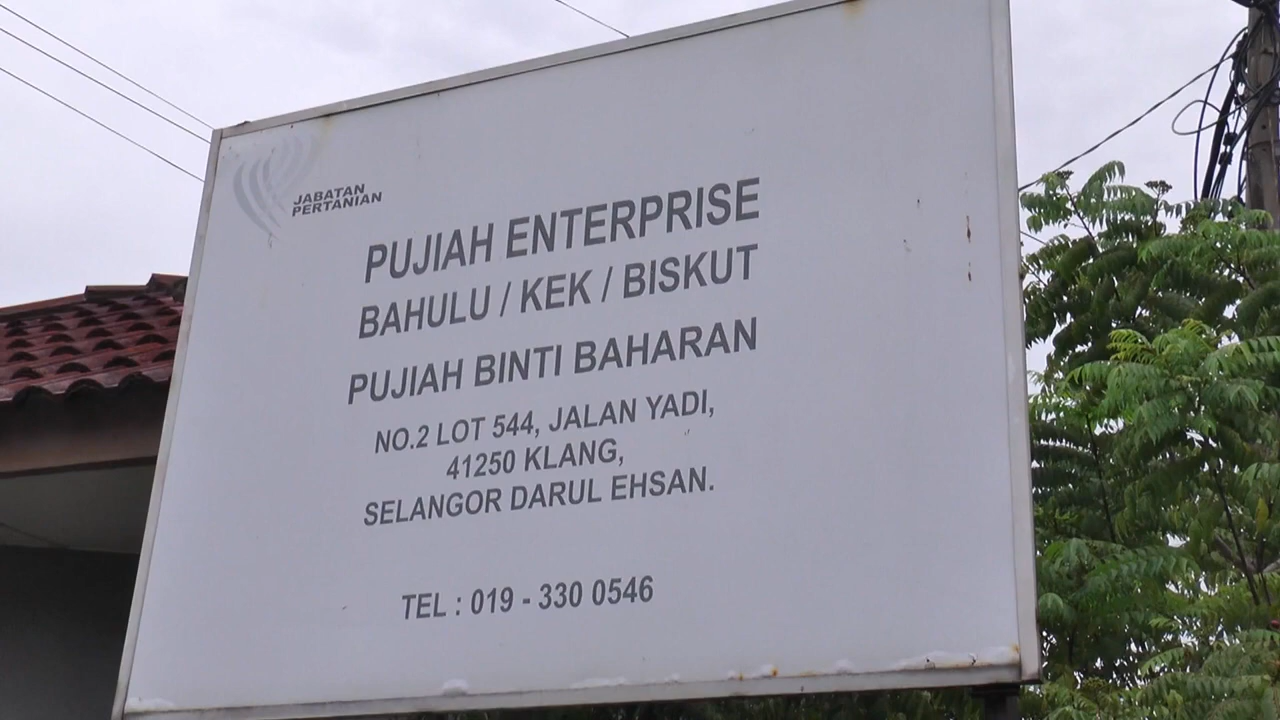 JABATAN
PERTANIAN
PUJIAH ENTERPRISE
BAHULU / KEK / BISKUT
PUJIAH BINTI BAHARAN
NO.2 LOT 544, JALAN YADI,
41250 KLANG,
SELANGOR DARUL EHSAN.
TEL : 019 - 330 0546